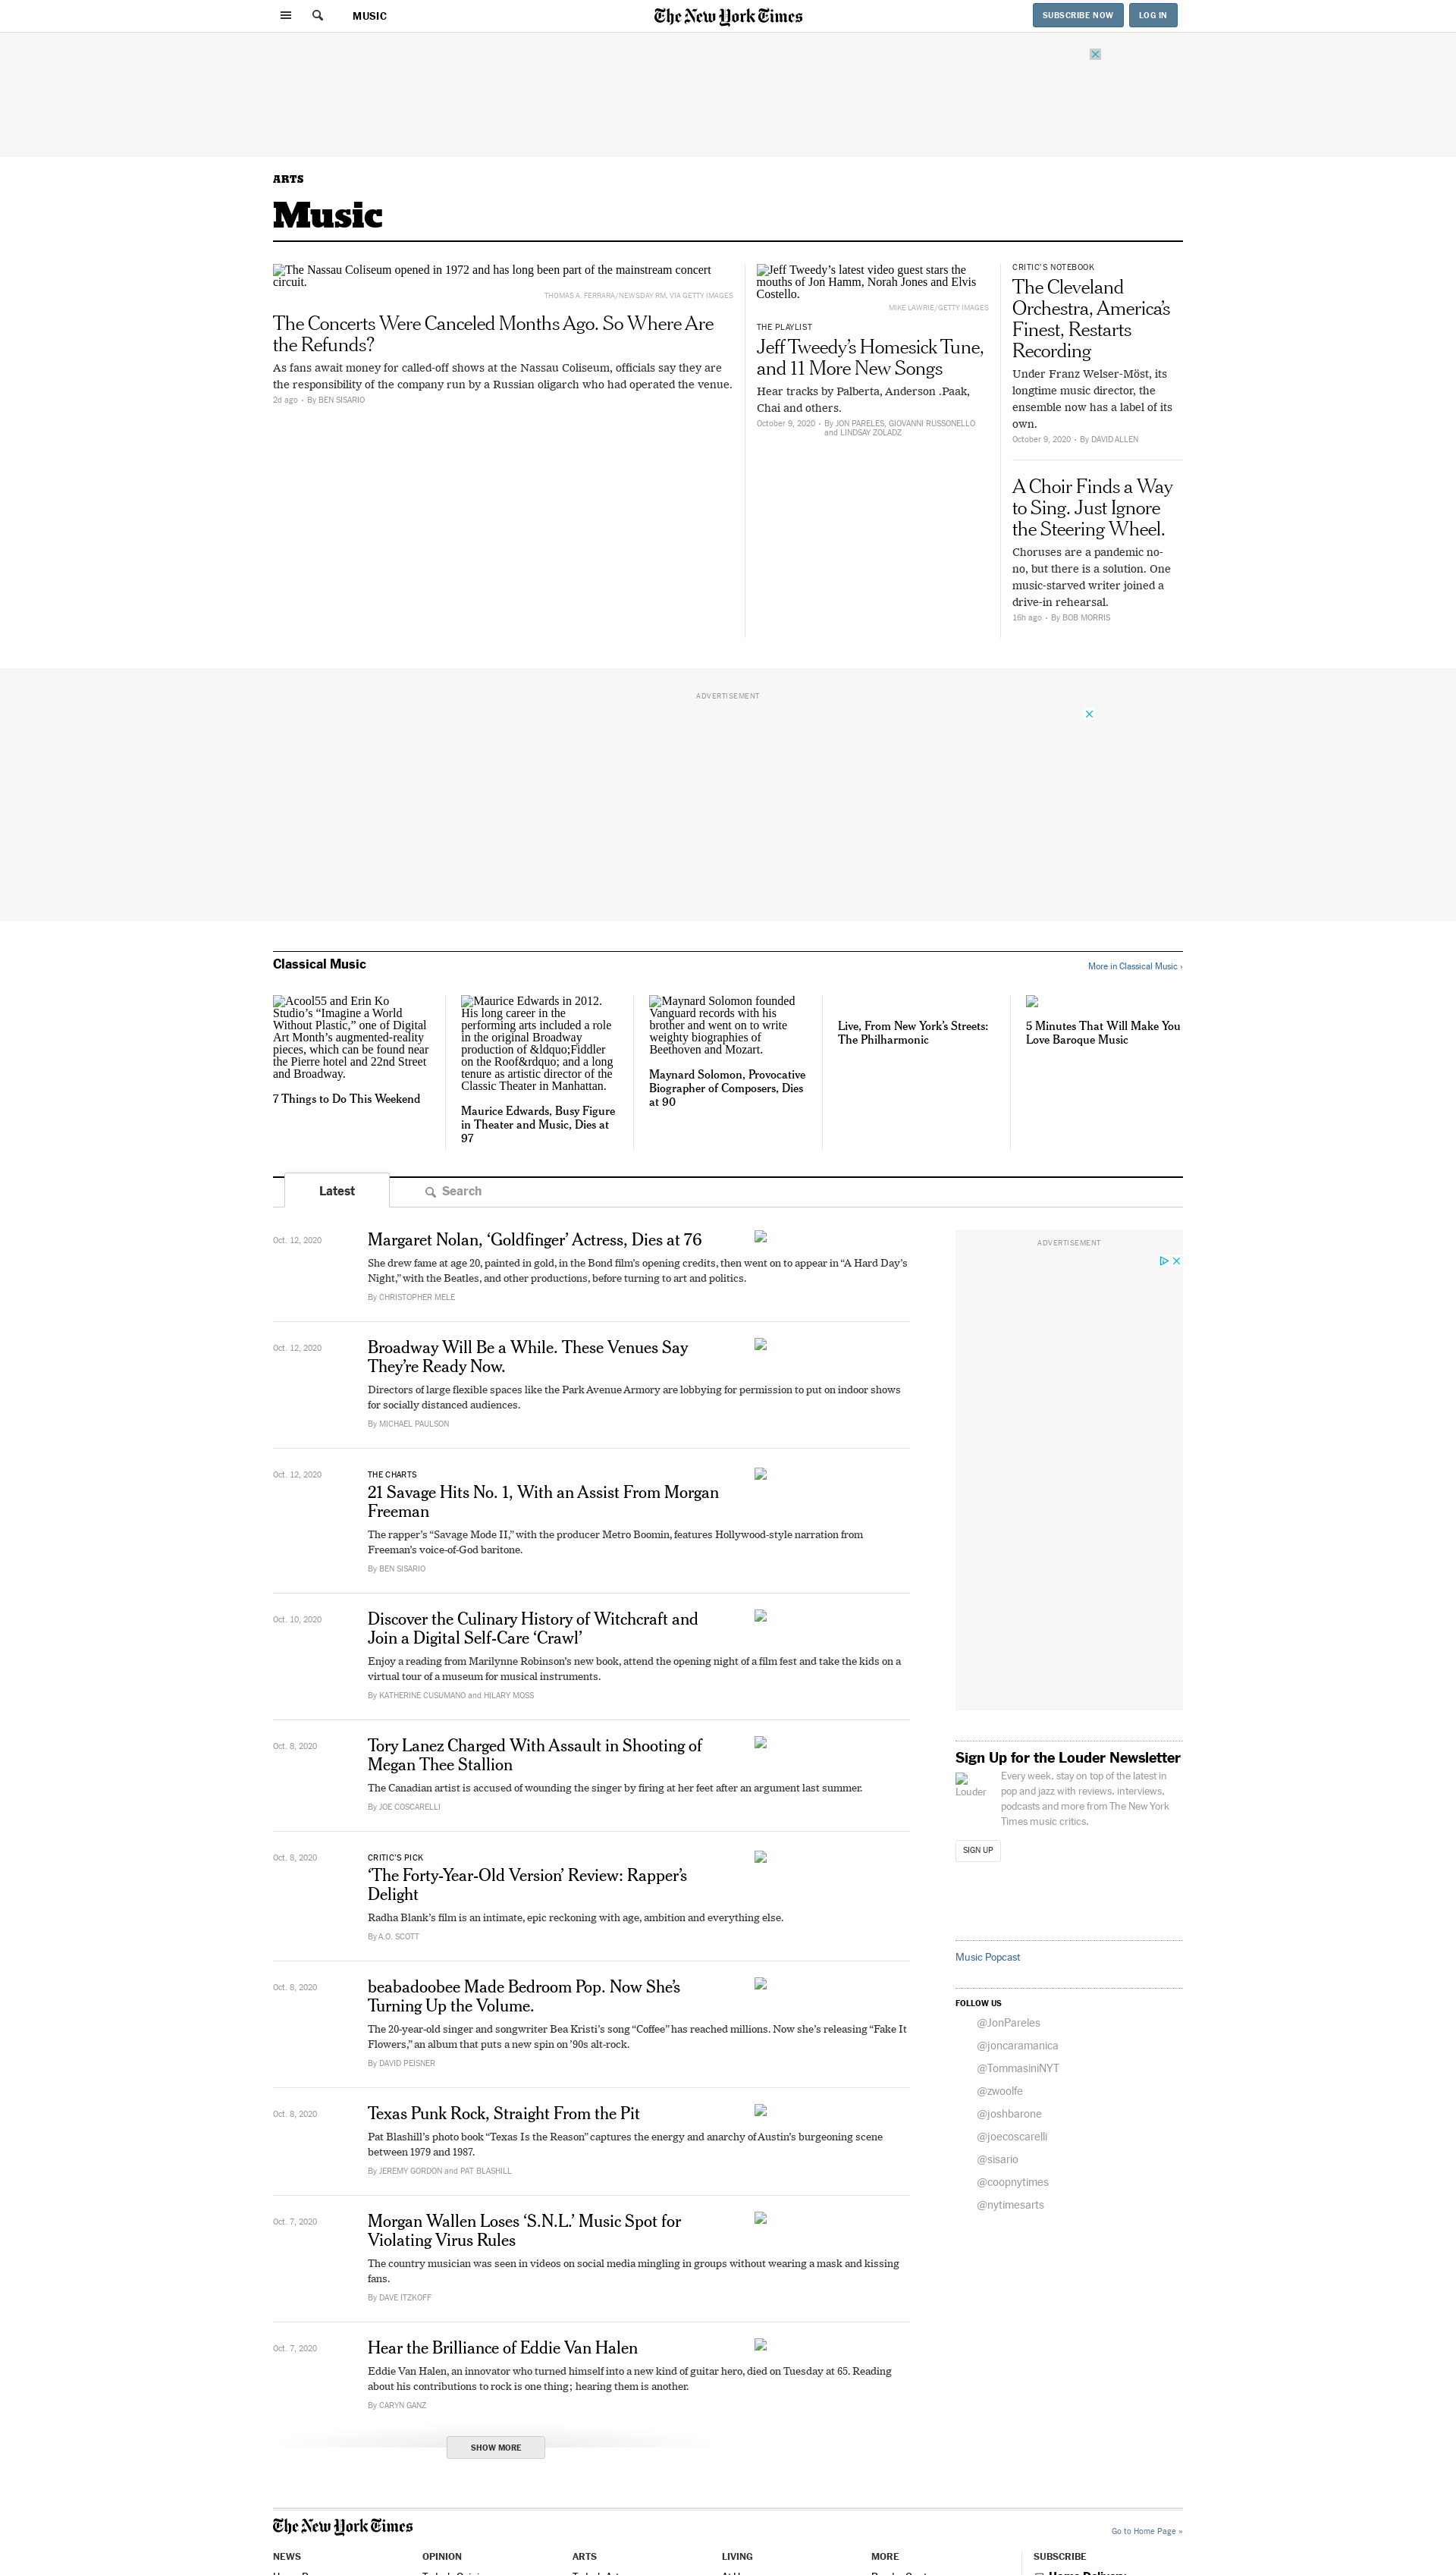 MUSIC
The New York Times
SUBSCRIBE NOW
LOG IN
ARTS
Music
The Nassau Coliseum opened in 1972 and has long been part of the mainstream concert
circuit.
THOMAS A. FERRARA/NEWSDAY RM, VIA GETTY IMAGES
The Concerts Were Canceled Months Ago. So Where Are
the Refunds?
As fans await money for called-off shows at the Nassau Coliseum, officials say they are
the responsibility of the company run by a Russian oligarch who had operated the venue.
2d ago • By BEN SISARIO
Jeff Tweedy’s latest video guest stars the
mouths of Jon Hamm, Norah Jones and Elvis
Costello.
MIKE LAWRIE/GETTY IMAGES
THE PLAYLIST
Jeff Tweedy’s Homesick Tune,
and 11 More New Songs
Hear tracks by Palberta, Anderson .Paak,
Chai and others.
October 9, 2020 • By JON PARELES, GIOVANNI RUSSONELLO
and LINDSAY ZOLADZ
CRITIC’S NOTEBOOK
The Cleveland
Orchestra, America’s
Finest, Restarts
Recording
Under Franz Welser-Möst, its
longtime music director, the
ensemble now has a label of its
own.
October 9, 2020 • By DAVID ALLEN
A Choir Finds a Way
to Sing. Just Ignore
the Steering Wheel.
Choruses are a pandemic no-
no, but there is a solution. One
music-starved writer joined a
drive-in rehearsal.
16h ago • By BOB MORRIS
ADVERTISEMENT
Classical Music
More in Classical Music ›
Acool55 and Erin Ko
Studio’s “Imagine a World
Without Plastic,” one of Digital
Art Month’s augmented-reality
pieces, which can be found near
the Pierre hotel and 22nd Street
and Broadway.
7 Things to Do This Weekend
Maurice Edwards in 2012.
His long career in the
performing arts included a role
in the original Broadway
production of &ldquo;Fiddler
on the Roof&rdquo; and a long
tenure as artistic director of the
Classic Theater in Manhattan.
Maurice Edwards, Busy Figure
in Theater and Music, Dies at
97
Maynard Solomon founded
Vanguard records with his
brother and went on to write
weighty biographies of
Beethoven and Mozart.
Maynard Solomon, Provocative
Biographer of Composers, Dies
at 90
Live, From New York’s Streets:
The Philharmonic
5 Minutes That Will Make You
Love Baroque Music
Latest
Search
Oct. 12, 2020
Margaret Nolan, ‘Goldfinger’ Actress, Dies at 76
She drew fame at age 20, painted in gold, in the Bond film’s opening credits, then went on to appear in “A Hard Day’s
Night,” with the Beatles, and other productions, before turning to art and politics.
By CHRISTOPHER MELE
Oct. 12, 2020
Broadway Will Be a While. These Venues Say
They’re Ready Now.
Directors of large flexible spaces like the Park Avenue Armory are lobbying for permission to put on indoor shows
for socially distanced audiences.
By MICHAEL PAULSON
Oct. 12, 2020
THE CHARTS
21 Savage Hits No. 1, With an Assist From Morgan
Freeman
The rapper’s “Savage Mode II,” with the producer Metro Boomin, features Hollywood-style narration from
Freeman’s voice-of-God baritone.
By BEN SISARIO
Oct. 10, 2020
Discover the Culinary History of Witchcraft and
Join a Digital Self-Care ‘Crawl’
Enjoy a reading from Marilynne Robinson’s new book, attend the opening night of a film fest and take the kids on a
virtual tour of a museum for musical instruments.
By KATHERINE CUSUMANO and HILARY MOSS
Oct. 8, 2020
Tory Lanez Charged With Assault in Shooting of
Megan Thee Stallion
The Canadian artist is accused of wounding the singer by firing at her feet after an argument last summer.
By JOE COSCARELLI
Oct. 8, 2020
CRITIC’S PICK
‘The Forty-Year-Old Version’ Review: Rapper’s
Delight
Radha Blank’s film is an intimate, epic reckoning with age, ambition and everything else.
By A.O. SCOTT
Oct. 8, 2020
beabadoobee Made Bedroom Pop. Now She’s
Turning Up the Volume.
The 20-year-old singer and songwriter Bea Kristi’s song “Coffee” has reached millions. Now she’s releasing “Fake It
Flowers,” an album that puts a new spin on ’90s alt-rock.
By DAVID PEISNER
Oct. 8, 2020
Texas Punk Rock, Straight From the Pit
Pat Blashill’s photo book “Texas Is the Reason” captures the energy and anarchy of Austin’s burgeoning scene
between 1979 and 1987.
By JEREMY GORDON and PAT BLASHILL
Oct. 7, 2020
Morgan Wallen Loses ‘S.N.L.’ Music Spot for
Violating Virus Rules
The country musician was seen in videos on social media mingling in groups without wearing a mask and kissing
fans.
By DAVE ITZKOFF
Oct. 7, 2020
Hear the Brilliance of Eddie Van Halen
Eddie Van Halen, an innovator who turned himself into a new kind of guitar hero, died on Tuesday at 65. Reading
about his contributions to rock is one thing; hearing them is another.
By CARYN GANZ
SHOW MORE
ADVERTISEMENT
Sign Up for the Louder Newsletter
Louder
Every week, stay on top of the latest in
pop and jazz with reviews, interviews,
podcasts and more from The New York
Times music critics.
SIGN UP
Music Popcast
FOLLOW US
@JonPareles
@joncaramanica
@TommasiniNYT
@zwoolfe
@joshbarone
@joecoscarelli
@sisario
@coopnytimes
@nytimesarts
The New York Times
Go to Home Page »
NEWS
OPINION
ARTS
LIVING
MORE
SUBSCRIBE